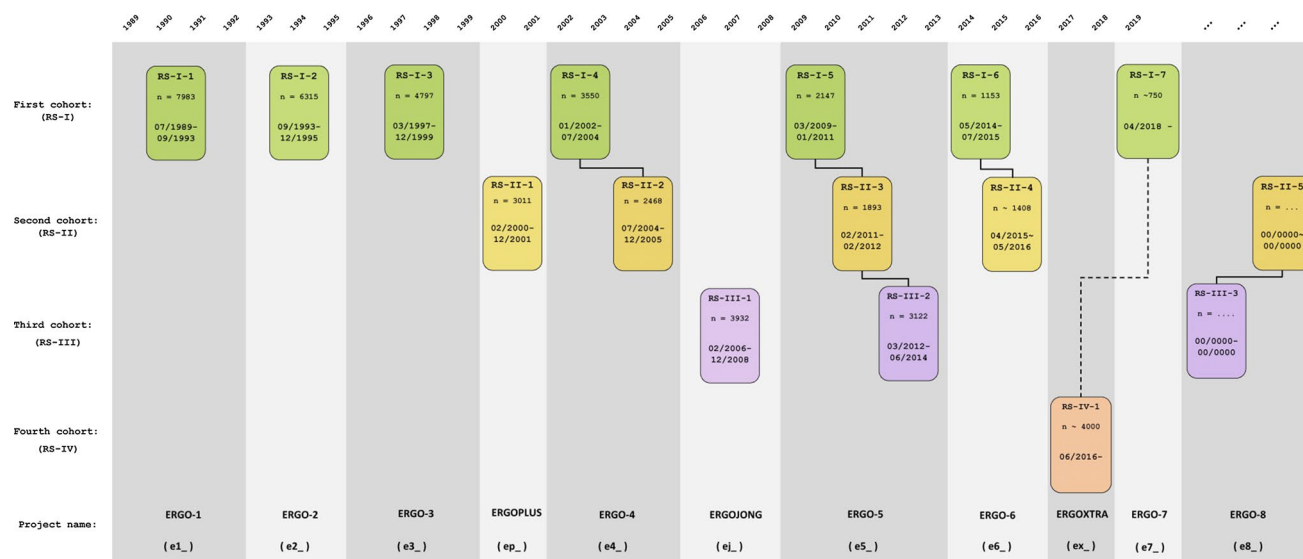 1989 1990 1991 1992 1993 1994 1995 1996 1997 1998 1999 2000 2001 2002 2003 2004 2005 2006 2007 2008 2009 2010 2011 2012 2013 2014 2015 2016 2017 2018 2019 ... ... ...
First cohort:
(RS-I)
RS-I-1
n = 7983
07/1989-
09/1993
RS-I-2
n = 6315
09/1993-
12/1995
RS-I-3
n = 4797
03/1997-
12/1999
RS-I-4
n = 3550
01/2002-
07/2004
RS-I-5
n = 2147
03/2009-
01/2011
RS-I-6
n = 1153
05/2014-
07/2015
RS-I-7
n ~750
04/2018 -
Second cohort:
(RS-II)
RS-II-1
n = 3011
02/2000-
12/2001
RS-II-2
n = 2468
07/2004-
12/2005
RS-II-3
n = 1893
02/2011-
02/2012
RS-II-4
n ~ 1408
04/2015~
05/2016
RS-II-5
n = ...
00/0000~
00/0000
Third cohort:
(RS-III)
RS-III-1
n = 3932
02/2006-
12/2008
RS-III-2
n = 3122
03/2012-
06/2014
RS-III-3
n = ....
00/0000-
00/0000
Fourth cohort:
(RS-IV)
RS-IV-1
n ~ 4000
06/2016-
Project name:
ERGO-1 ERGO-2 ERGO-3 ERGOPLUS ERGO-4 ERGOJONG ERGO-5 ERGO-6 ERGOXTRA ERGO-7 ERGO-8
( e1_ ) ( e2_ ) ( e3_ ) ( ep_ ) ( e4_ ) ( ej_ ) ( e5_ ) ( e6_ ) ( ex_ ) ( e7_ ) ( e8_ )